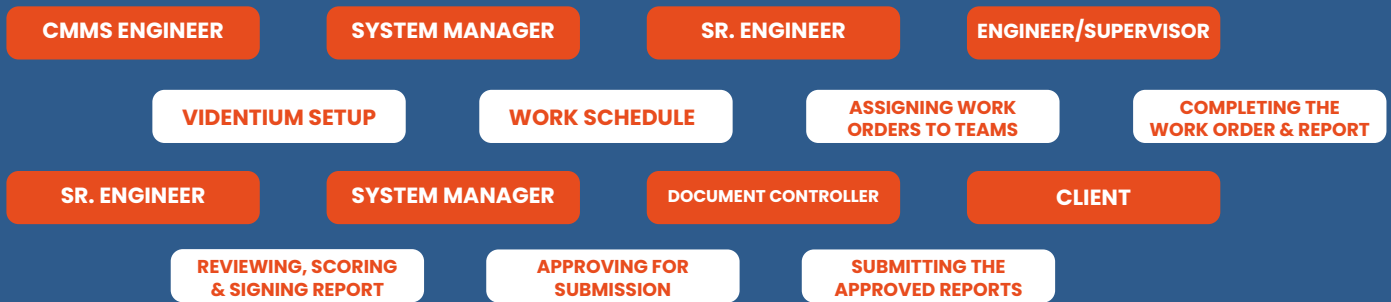 CMMS ENGINEER
SYSTEM MANAGER
SR. ENGINEER
ENGINEER/SUPERVISOR
VIDENTIUM SETUP
WORK SCHEDULE
ASSIGNING WORK
ORDERS TO TEAMS
COMPLETING THE
WORK ORDER & REPORT
SR. ENGINEER
SYSTEM MANAGER
DOCUMENT CONTROLLER
CLIENT
REVIEWING, SCORING
& SIGNING REPORT
APPROVING FOR
SUBMISSION
SUBMITTING THE
APPROVED REPORTS